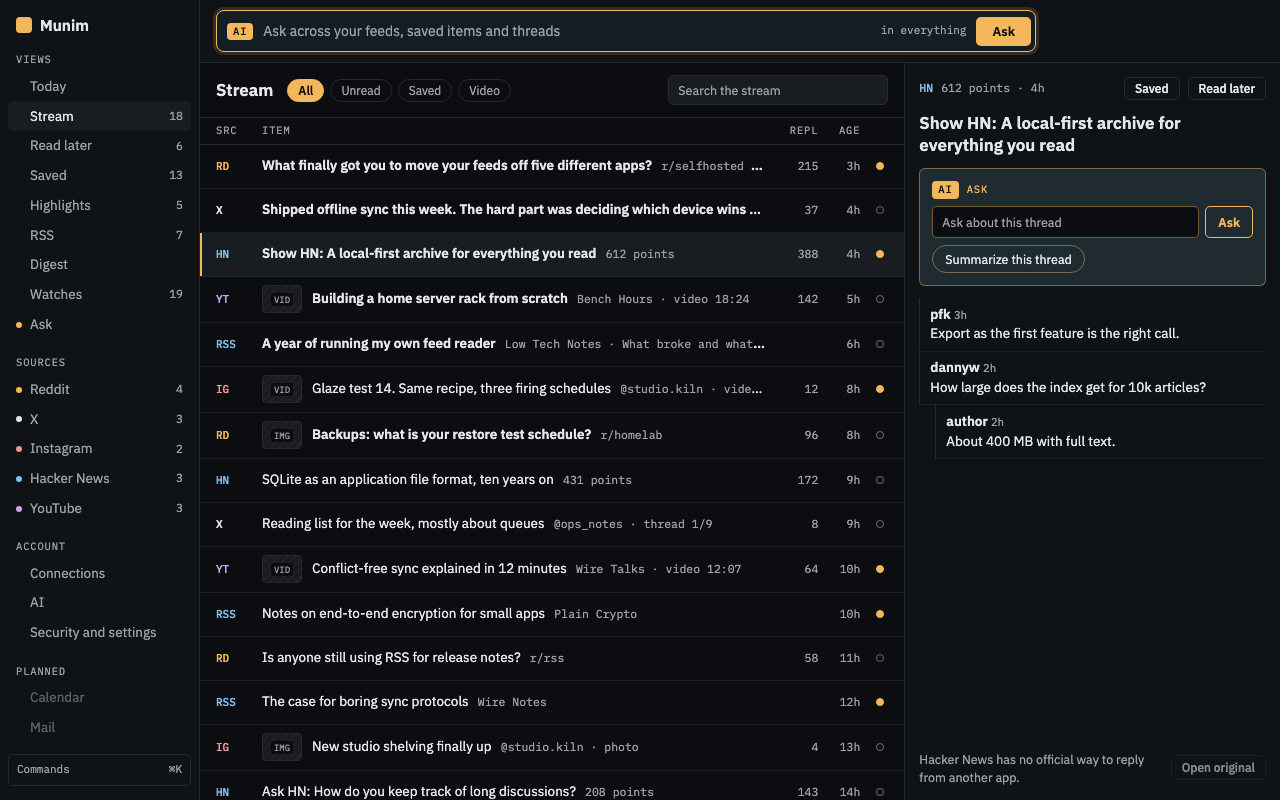 Munim
VIEWS
Today
Stream 18
Read later 6
Saved 13
Highlights 5
RSS 7
Digest
Watches 19
Ask
SOURCES
Reddit 4
X 3
Instagram 2
Hacker News 3
YouTube 3
ACCOUNT
Connections
AI
Security and settings
PLANNED
Calendar
Mail
Commands ⌘K
AI Ask across your feeds, saved items and threads in everything Ask
Stream All Unread Saved Video Search the stream
SRC ITEM REPL AGE
RD What finally got you to move your feeds off five different apps? r/selfhosted ... 215 3h
X Shipped offline sync this week. The hard part was deciding which device wins ... 37 4h
HN Show HN: A local-first archive for everything you read 612 points 388 4h
YT VID Building a home server rack from scratch Bench Hours · video 18:24 142 5h
RSS A year of running my own feed reader Low Tech Notes · What broke and what... 6h
IG VID Glaze test 14. Same recipe, three firing schedules @studio.kiln · vide... 12 8h
RD IMG Backups: what is your restore test schedule? r/homelab 96 8h
HN SQLite as an application file format, ten years on 431 points 172 9h
X Reading list for the week, mostly about queues @ops_notes · thread 1/9 8 9h
YT VID Conflict-free sync explained in 12 minutes Wire Talks · video 12:07 64 10h
RSS Notes on end-to-end encryption for small apps Plain Crypto 10h
RD Is anyone still using RSS for release notes? r/rss 58 11h
RSS The case for boring sync protocols Wire Notes 12h
IG IMG New studio shelving finally up @studio.kiln · photo 4 13h
HN Ask HN: How do you keep track of long discussions? 208 points 143 14h
HN 612 points · 4h Saved Read later
Show HN: A local-first archive for
everything you read
AI ASK
Ask about this thread Ask
Summarize this thread
pfk 3h
Export as the first feature is the right call.
dannyw 2h
How large does the index get for 10k articles?
author 2h
About 400 MB with full text.
Hacker News has no official way to reply
from another app.
Open original